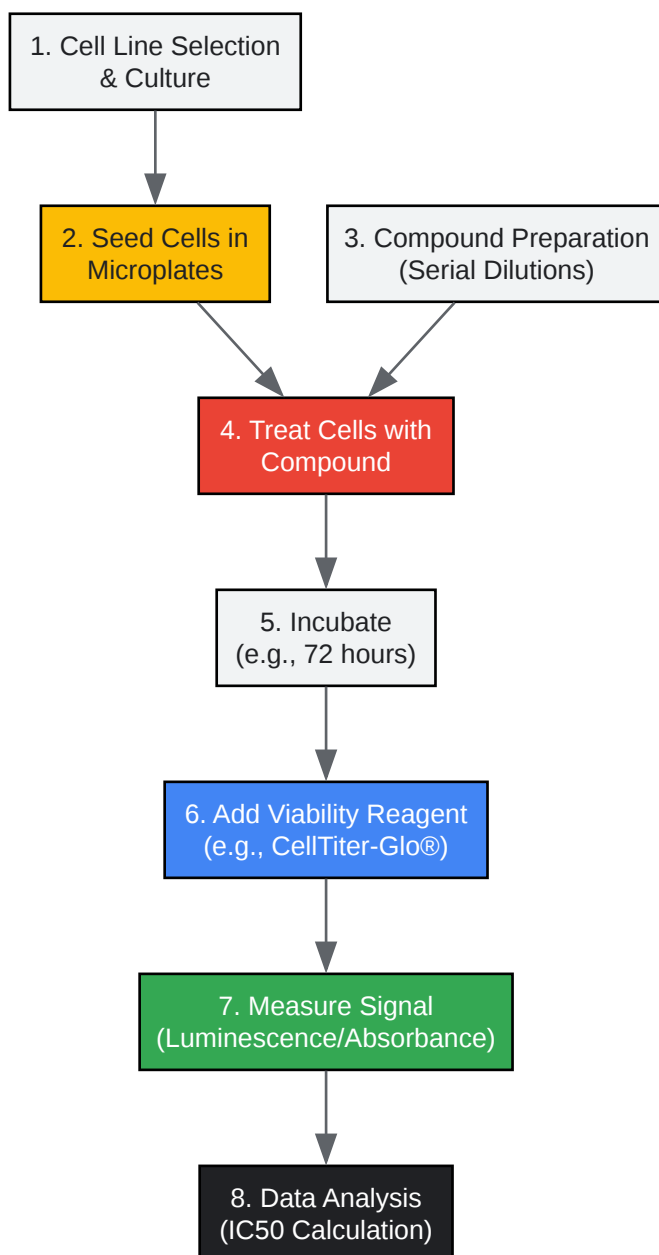 1. Cell Line Selection
& Culture
2. Seed Cells in
Microplates
3. Compound Preparation
(Serial Dilutions)
4. Treat Cells with
Compound
5. Incubate
(e.g., 72 hours)
6. Add Viability Reagent
(e.g., CellTiter-Glo®)
7. Measure Signal
(Luminescence/Absorbance)
8. Data Analysis
(IC50 Calculation)